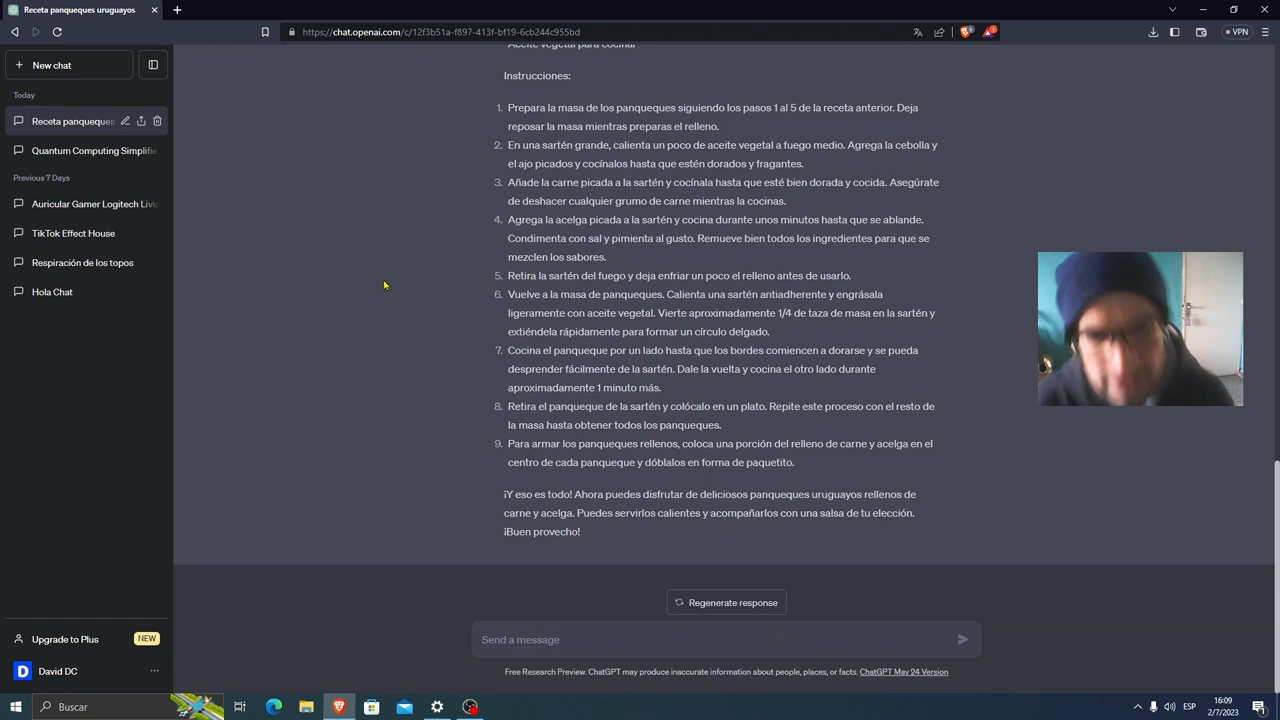 Receta panqueques uruguayos
https://chat.openai.com/c/12f3b51a-f897-413f-bf19-6cb244c955bd
VPN
New chat
Today
Receta panqueques
Quantum Computing Simplifie
Previous 7 Days
Auricular Gamer Logitech Livi
TikTok Effect House
Respiración de los topos
Hola Chat
Aceite vegetal para cocinar
Instrucciones:
1. Prepara la masa de los panqueques siguiendo los pasos 1 al 5 de la receta anterior. Deja
reposar la masa mientras preparas el relleno.
2. En una sartén grande, calienta un poco de aceite vegetal a fuego medio. Agrega la cebolla y
el ajo picados y cocínalos hasta que estén dorados y fragantes.
3. Añade la carne picada a la sartén y cocínala hasta que esté bien dorada y cocida. Asegúrate
de deshacer cualquier grumo de carne mientras la cocinas.
4. Agrega la acelga picada a la sartén y cocina durante unos minutos hasta que se ablande.
Condimenta con sal y pimienta al gusto. Remueve bien todos los ingredientes para que se
mezclen los sabores.
5. Retira la sartén del fuego y deja enfriar un poco el relleno antes de usarlo.
6. Vuelve a la masa de panqueques. Calienta una sartén antiadherente y engrásala
ligeramente con aceite vegetal. Vierte aproximadamente 1/4 de taza de masa en la sartén y
extiéndela rápidamente para formar un círculo delgado.
7. Cocina el panqueque por un lado hasta que los bordes comiencen a dorarse y se pueda
desprender fácilmente de la sartén. Dale la vuelta y cocina el otro lado durante
aproximadamente 1 minuto más.
8. Retira el panqueque de la sartén y colócalo en un plato. Repite este proceso con el resto de
la masa hasta obtener todos los panqueques.
9. Para armar los panqueques rellenos, coloca una porción del relleno de carne y acelga en el
centro de cada panqueque y dóblalos en forma de paquetito.
¡Y eso es todo! Ahora puedes disfrutar de deliciosos panqueques uruguayos rellenos de
carne y acelga. Puedes servirlos calientes y acompañarlos con una salsa de tu elección.
¡Buen provecho!
Regenerate response
Send a message
Free Research Preview. ChatGPT may produce inaccurate information about people, places, or facts. ChatGPT May 24 Version
Upgrade to Plus
NEW
David DC
Buscar
ESP
16:09
2/7/2023